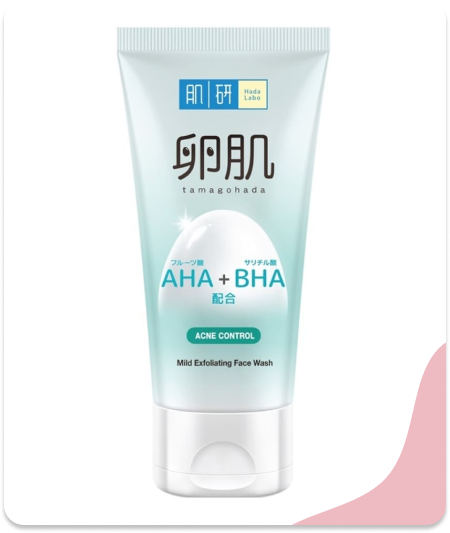 肌研
Hada
Labo
卵肌
tamagohada
フルーツ酸 サリチル酸
AHA + BHA
配合
ACNE CONTROL
Mild Exfoliating Face Wash